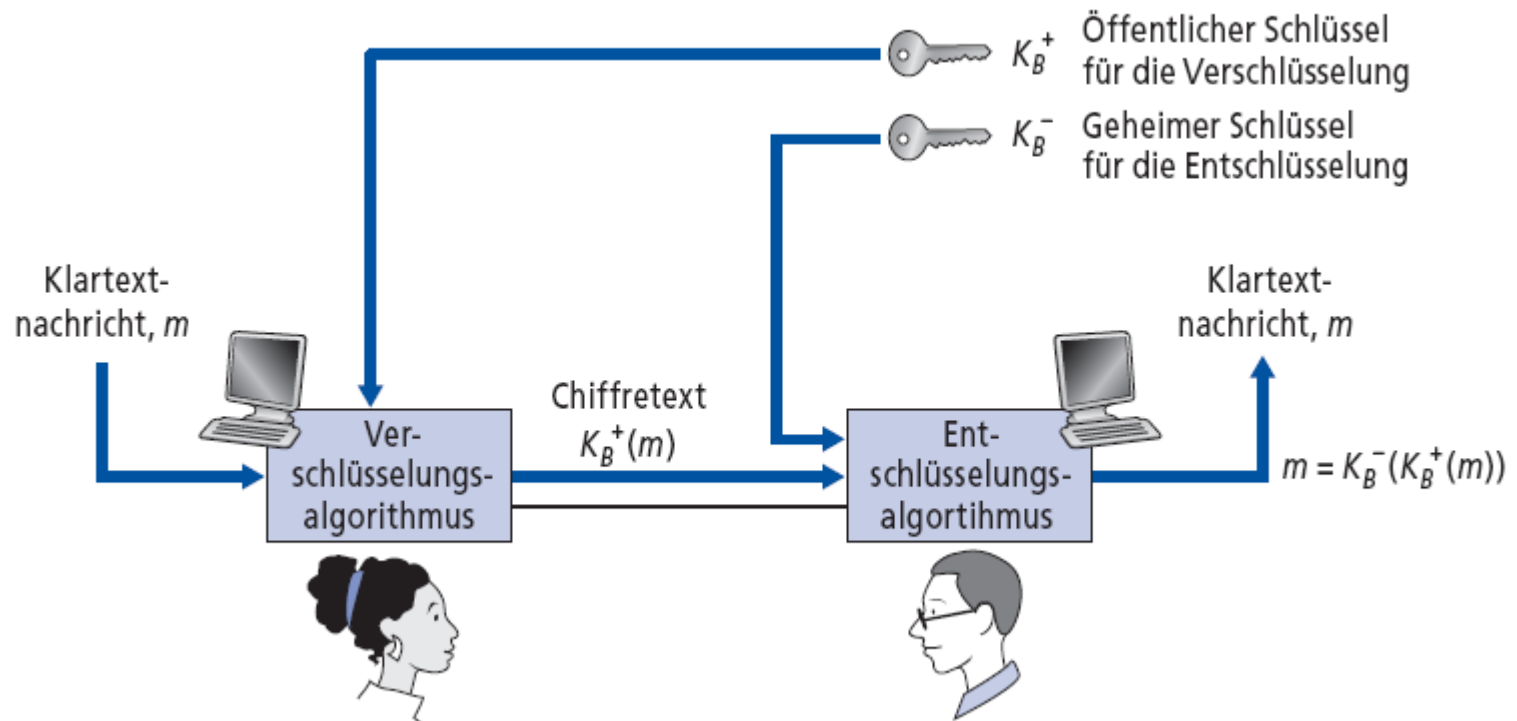 K_B^+ Öffentlicher Schlüssel
für die Verschlüsselung
K_B^- Geheimer Schlüssel
für die Entschlüsselung
Klartext-
nachricht, m
Klartext-
nachricht, m
Chiffretext
K_B^+(m)
Ver-
schlüsselungs-
algorithmus
Ent-
schlüsselungs-
algortihmus
m = K_B^-(K_B^+(m))